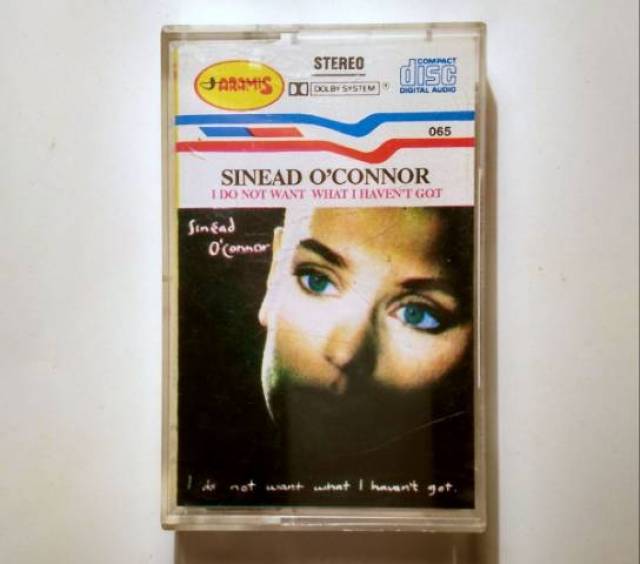 ARAMIS
STEREO
DOLBY SYSTEM ®
COMPACT
disc
DIGITAL AUDIO
065
SINEAD O'CONNOR
I DO NOT WANT WHAT I HAVEN'T GOT
Sinéad
O'Connor
I do not want what I haven't got.